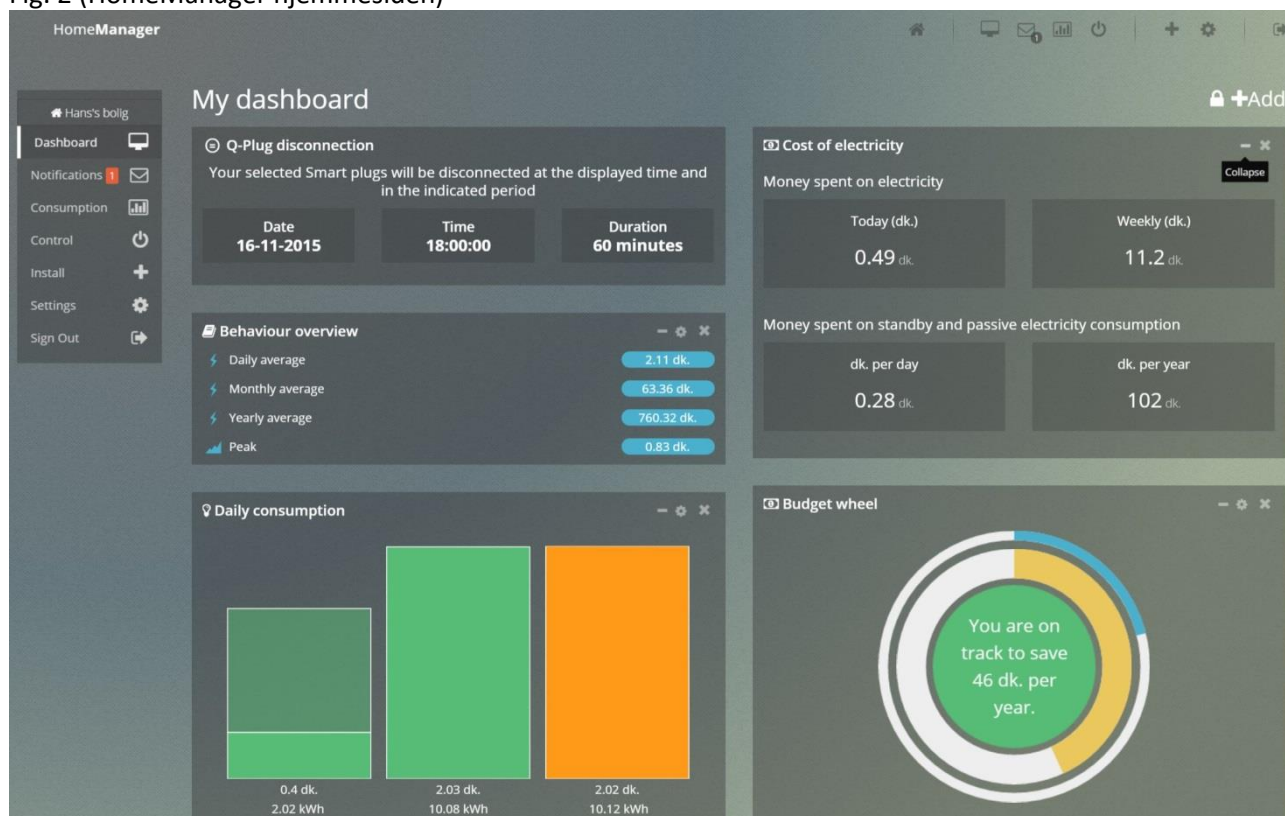 Fig. 2 (HomeManager hjemmesiden)
HomeManager
1
Hans's bolig
Dashboard
Notifications 1
Consumption
Control
Install
Settings
Sign Out
My dashboard
+Add
Q-Plug disconnection
Your selected Smart plugs will be disconnected at the displayed time and
in the indicated period
Date
16-11-2015
Time
18:00:00
Duration
60 minutes
Behaviour overview
Daily average 2.11 dk.
Monthly average 63.36 dk.
Yearly average 760.32 dk.
Peak 0.83 dk.
Daily consumption
0.4 dk.
2.02 kWh
2.03 dk.
10.08 kWh
2.02 dk.
10.12 kWh
Cost of electricity
Collapse
Money spent on electricity
Today (dk.)
0.49 dk.
Weekly (dk.)
11.2 dk.
Money spent on standby and passive electricity consumption
dk. per day
0.28 dk.
dk. per year
102 dk.
Budget wheel
You are on
track to save
46 dk. per
year.